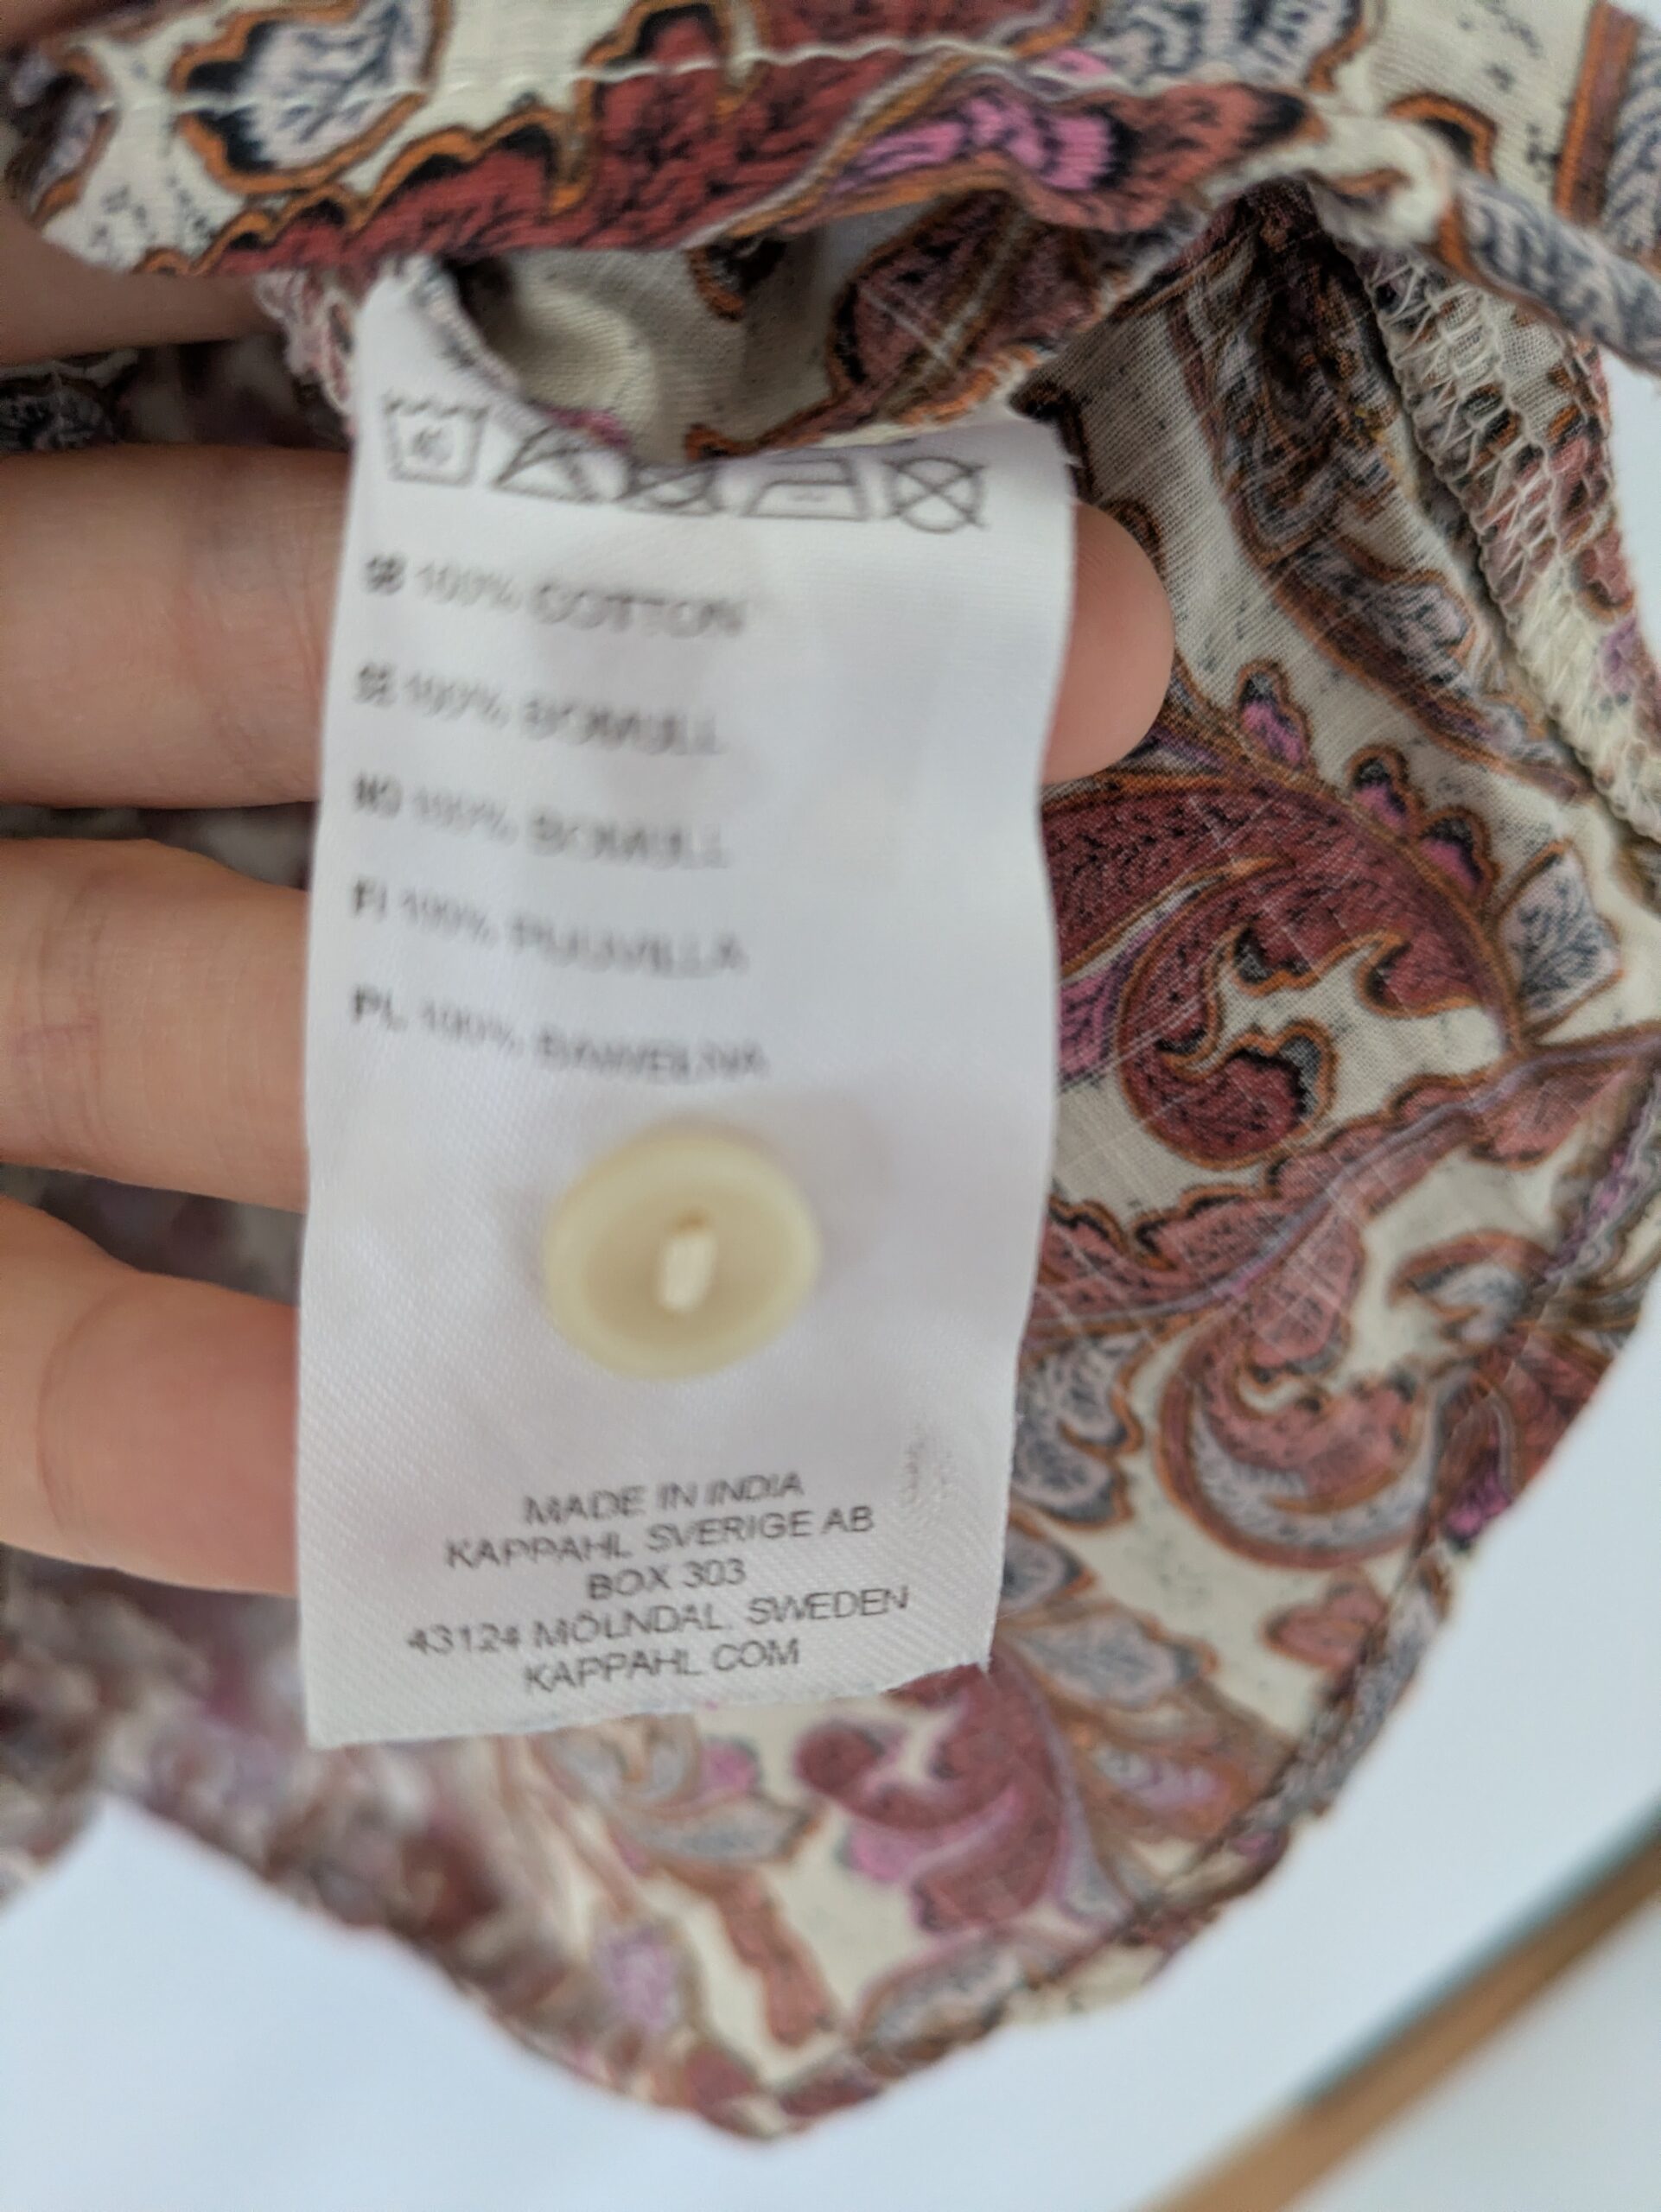 40
GB 100% COTTON
SE 100% BOMULL
NO 100% BOMULL
FI 100% PUUVILLA
PL 100% BAWEŁNA
MADE IN INDIA
KAPPAHL SVERIGE AB
BOX 303
43124 MÖLNDAL, SWEDEN
KAPPAHL.COM